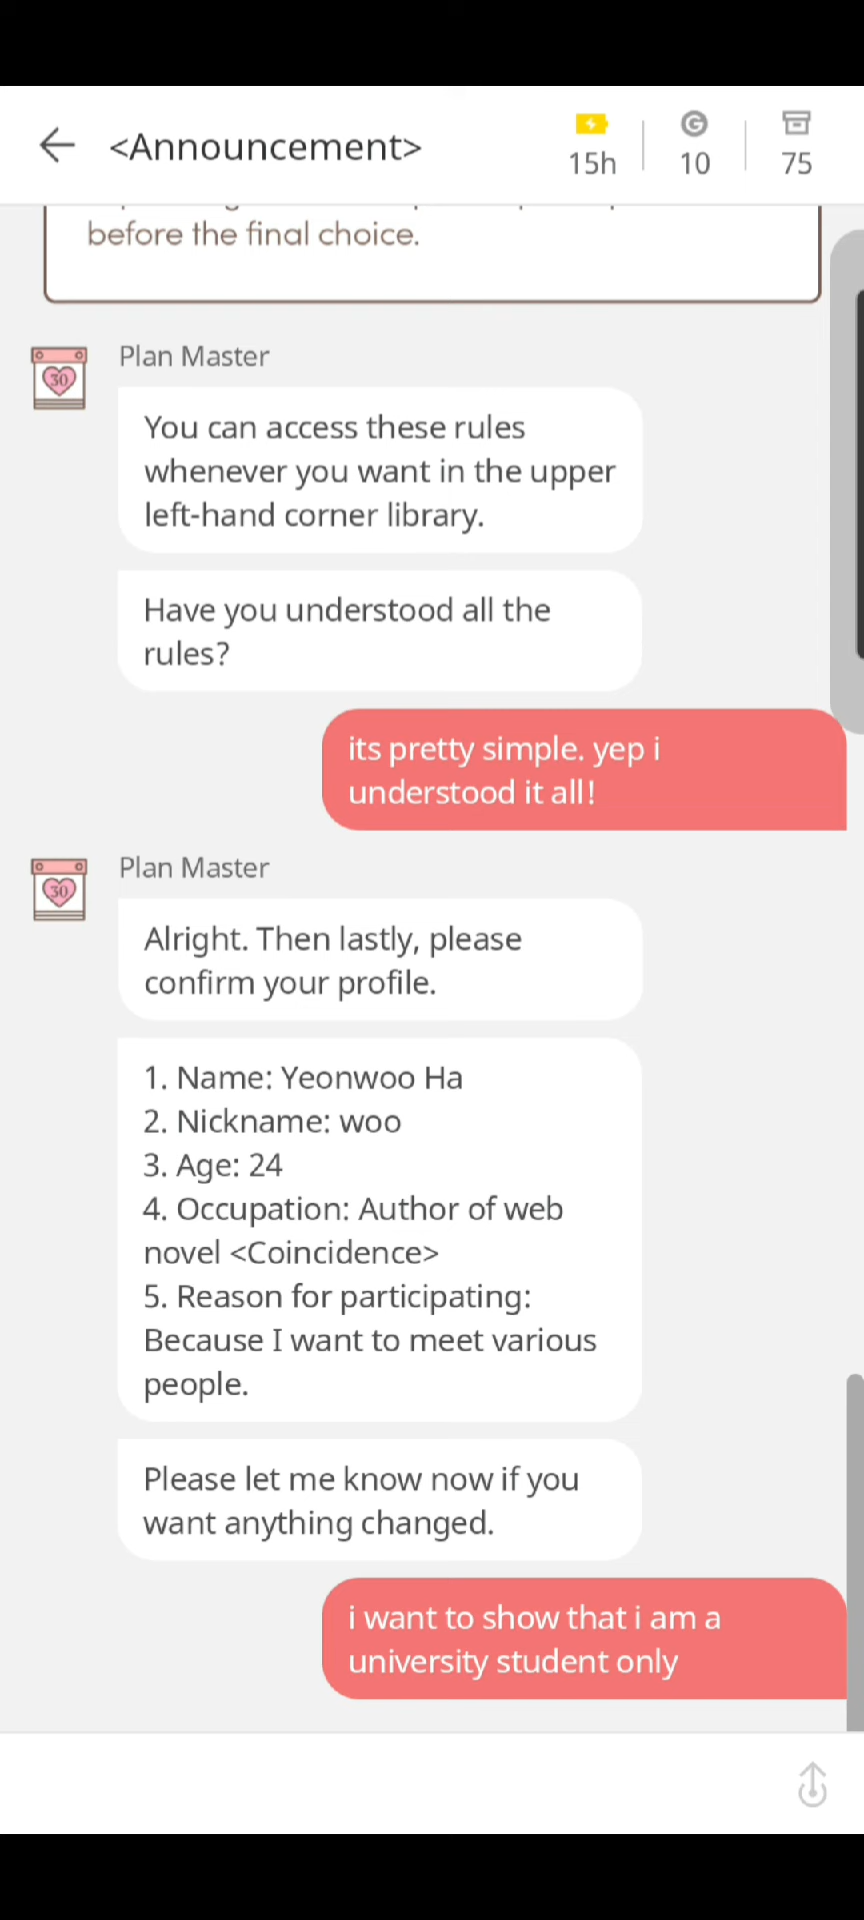 <Announcement>
15h
10
75
before the final choice.
Plan Master
30
You can access these rules
whenever you want in the upper
left-hand corner library.
Have you understood all the
rules?
its pretty simple. yep i
understood it all!
Plan Master
30
Alright. Then lastly, please
confirm your profile.
1. Name: Yeonwoo Ha
2. Nickname: woo
3. Age: 24
4. Occupation: Author of web
novel <Coincidence>
5. Reason for participating:
Because I want to meet various
people.
Please let me know now if you
want anything changed.
i want to show that i am a
university student only